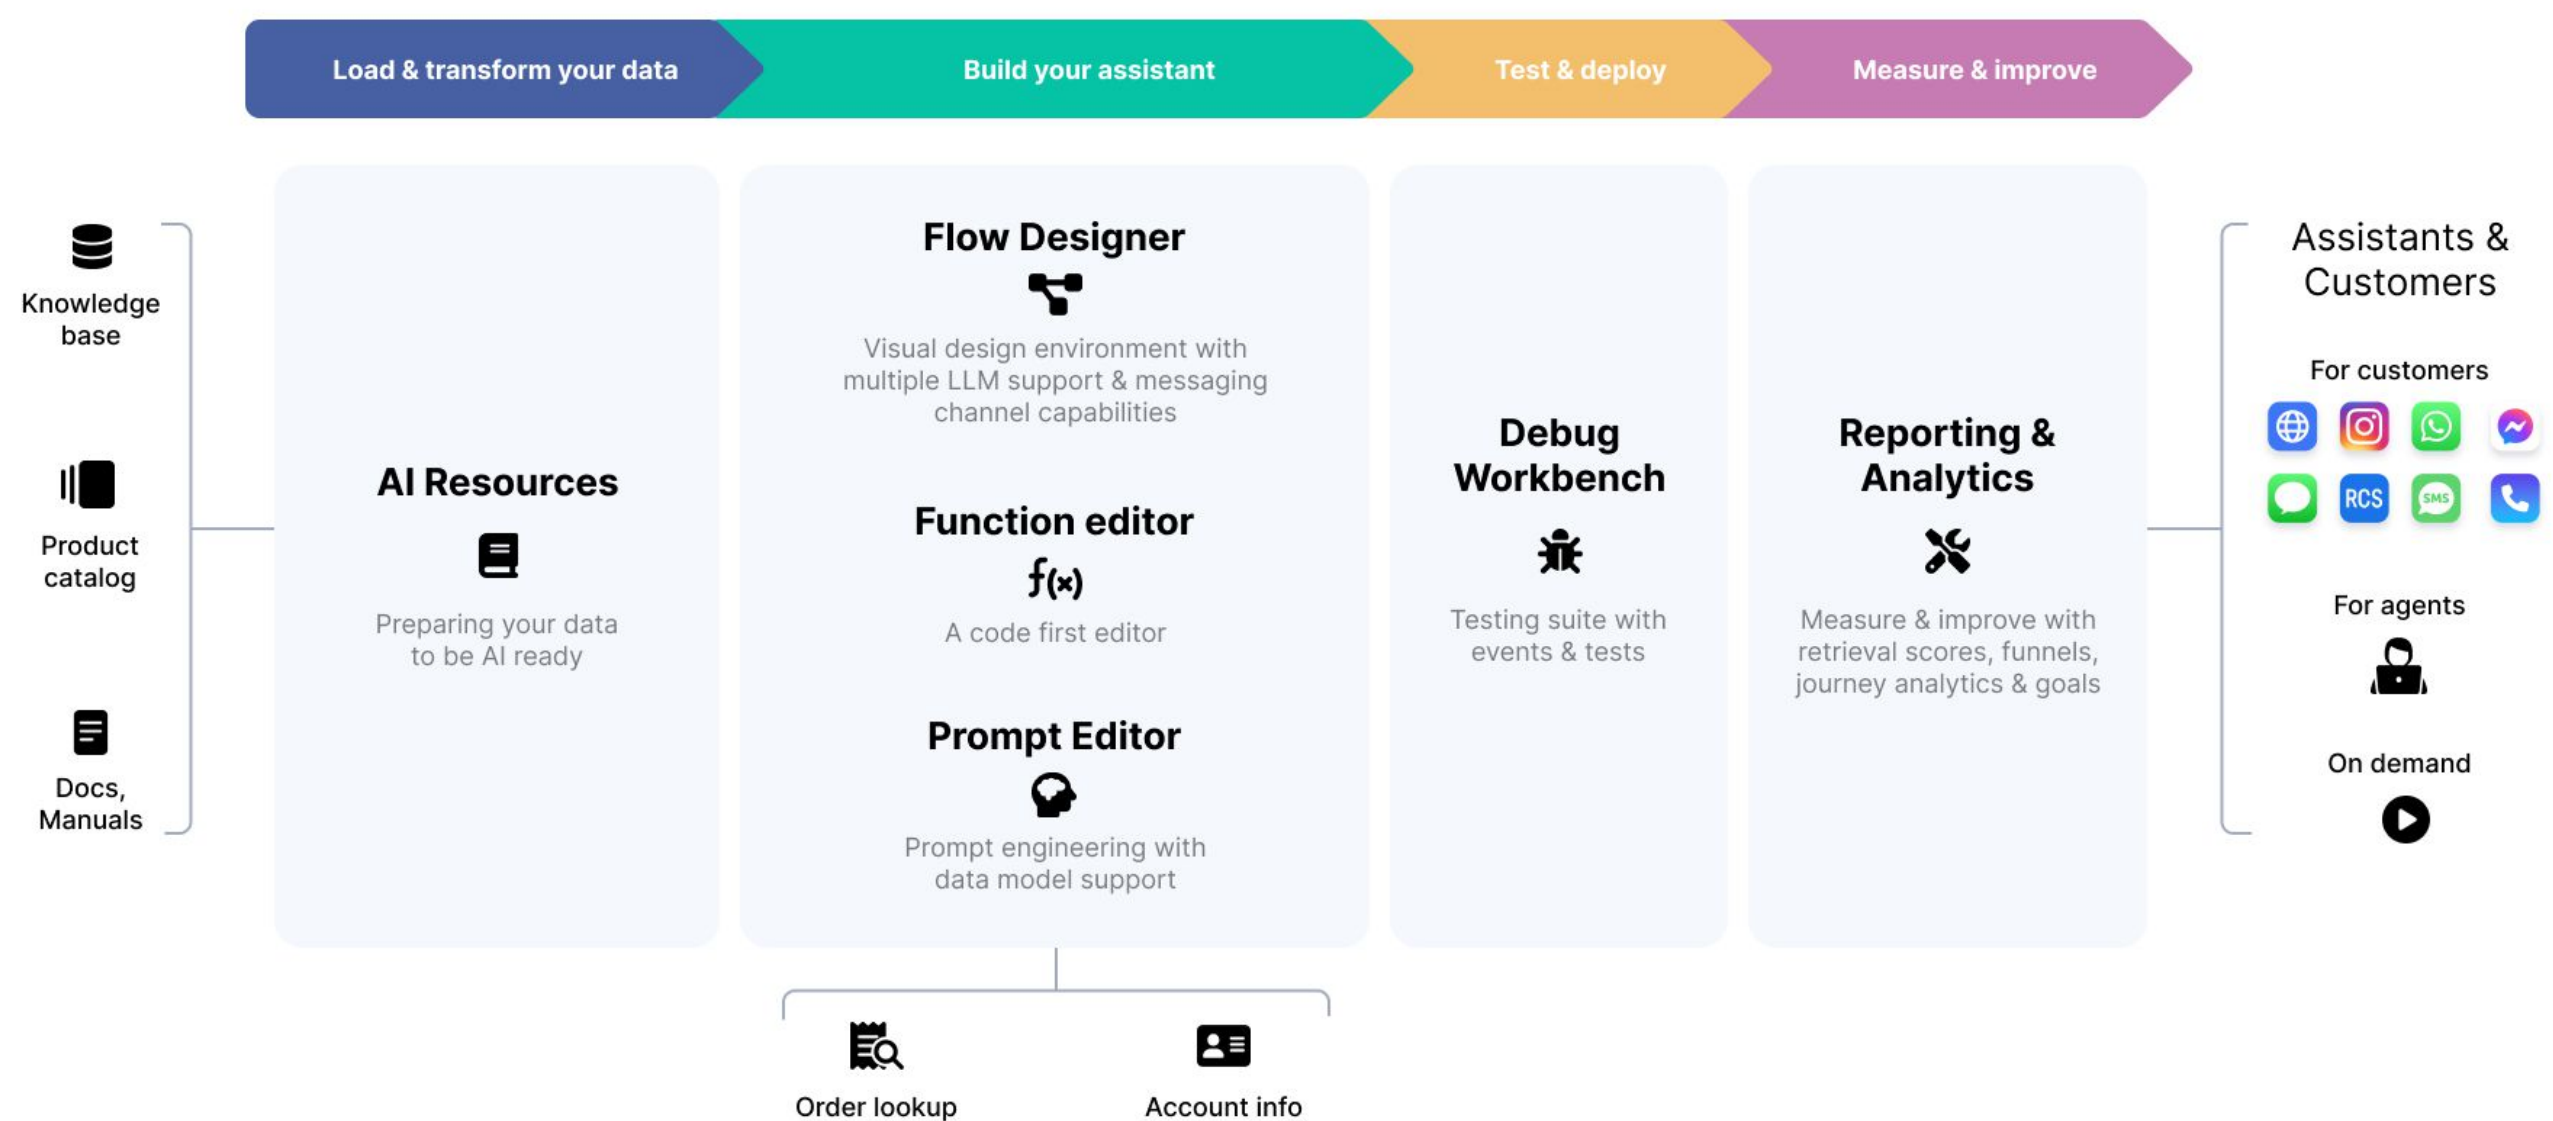 Load & transform your data
Build your assistant
Test & deploy
Measure & improve
Knowledge
base
Product
catalog
Docs,
Manuals
AI Resources
Preparing your data
to be AI ready
Flow Designer
Visual design environment with
multiple LLM support & messaging
channel capabilities
Function editor
f(x)
A code first editor
Prompt Editor
Prompt engineering with
data model support
Order lookup
Account info
Debug
Workbench
Testing suite with
events & tests
Reporting &
Analytics
Measure & improve with
retrieval scores, funnels,
journey analytics & goals
Assistants &
Customers
For customers
RCS
SMS
For agents
On demand